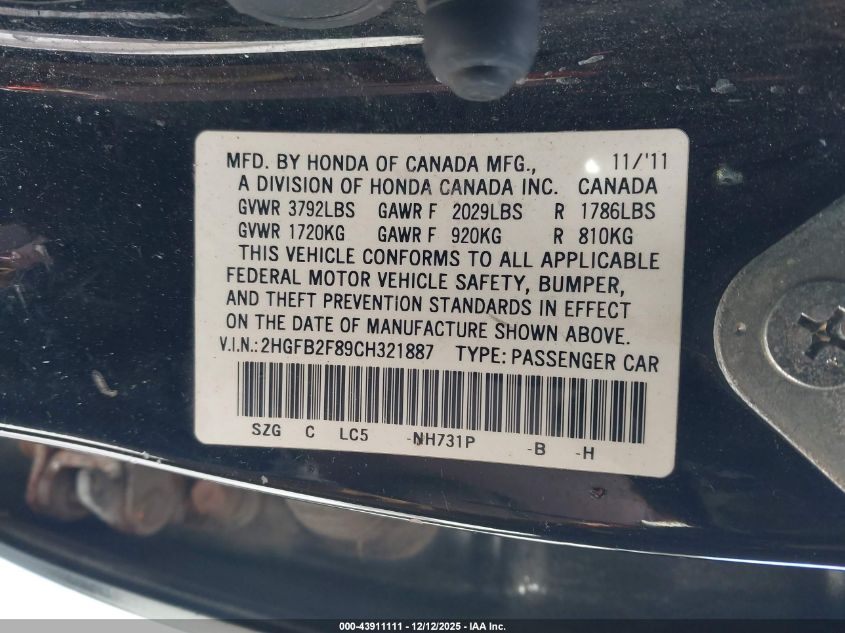 MFD. BY HONDA OF CANADA MFG., 11/'11
A DIVISION OF HONDA CANADA INC. CANADA
GVWR 3792LBS GAWR F 2029LBS R 1786LBS
GVWR 1720KG GAWR F 920KG R 810KG
THIS VEHICLE CONFORMS TO ALL APPLICABLE
FEDERAL MOTOR VEHICLE SAFETY, BUMPER,
AND THEFT PREVENTION STANDARDS IN EFFECT
ON THE DATE OF MANUFACTURE SHOWN ABOVE.
V.I.N.: 2HGFB2F89CH321887 TYPE: PASSENGER CAR
SZG C LC5 -NH731P -B -H
000-43911111 - 12/12/2025 - IAA Inc.